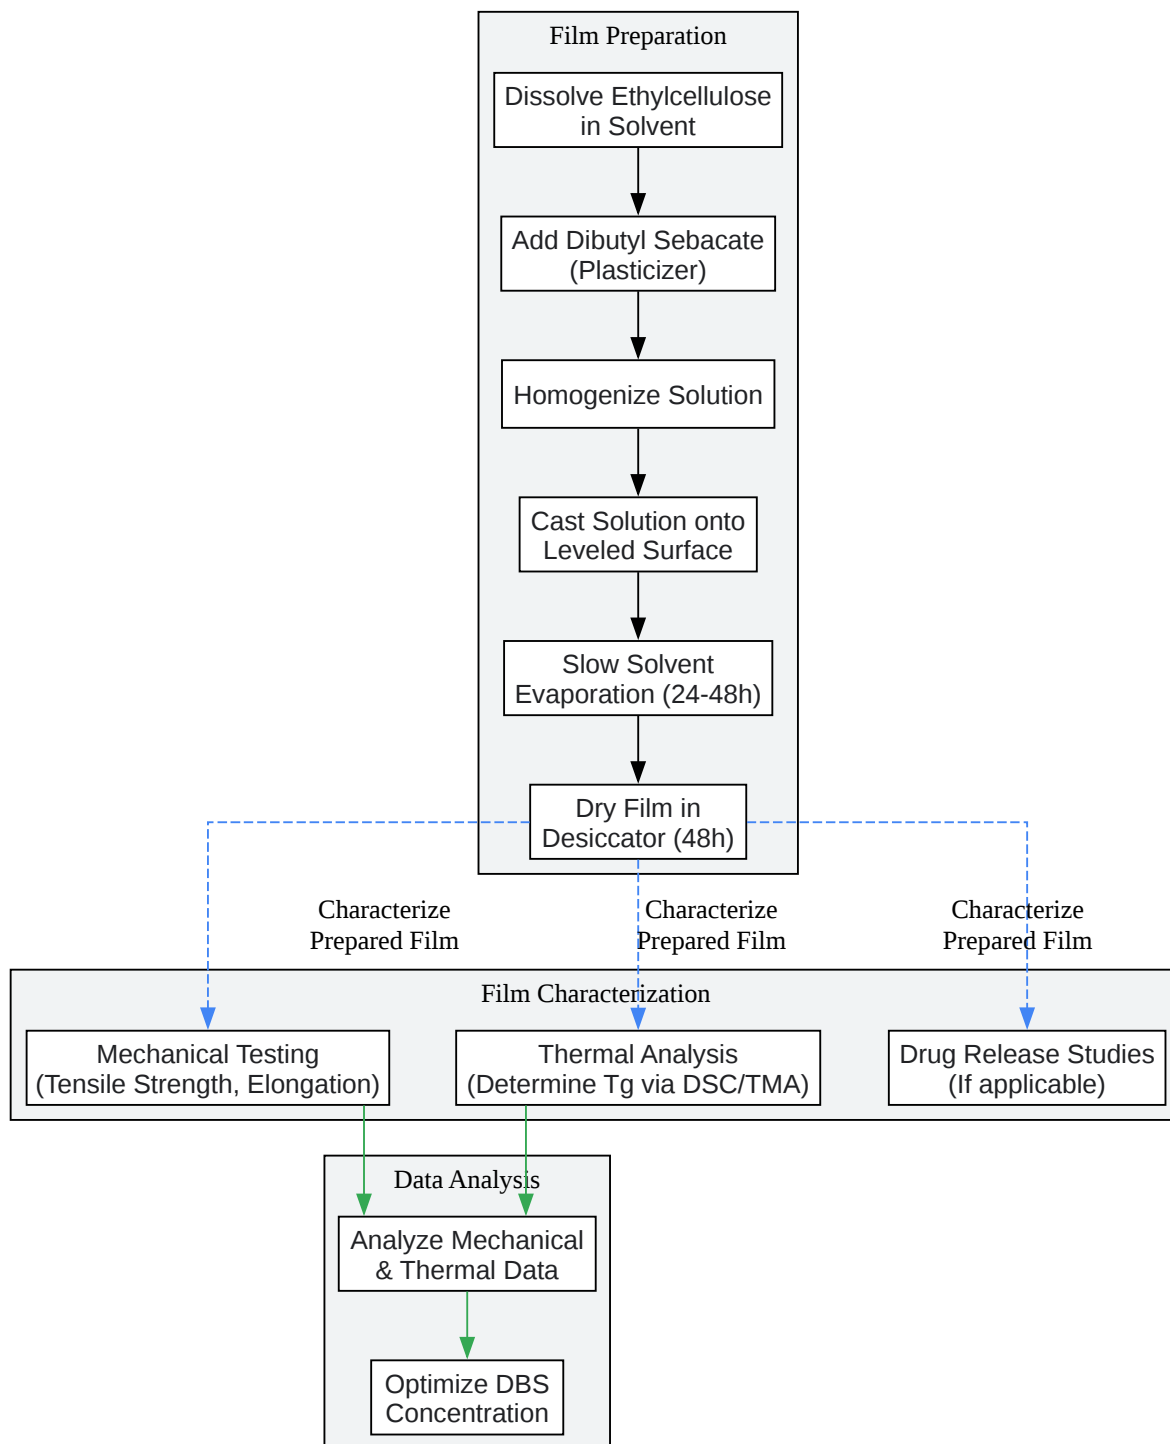 Film Preparation
Dissolve Ethylcellulose
in Solvent
Add Dibutyl Sebacate
(Plasticizer)
Homogenize Solution
Cast Solution onto
Leveled Surface
Slow Solvent
Evaporation (24-48h)
Dry Film in
Desiccator (48h)
Characterize
Prepared Film
Characterize
Prepared Film
Characterize
Prepared Film
Film Characterization
Mechanical Testing
(Tensile Strength, Elongation)
Thermal Analysis
(Determine Tg via DSC/TMA)
Drug Release Studies
(If applicable)
Data Analysis
Analyze Mechanical
& Thermal Data
Optimize DBS
Concentration